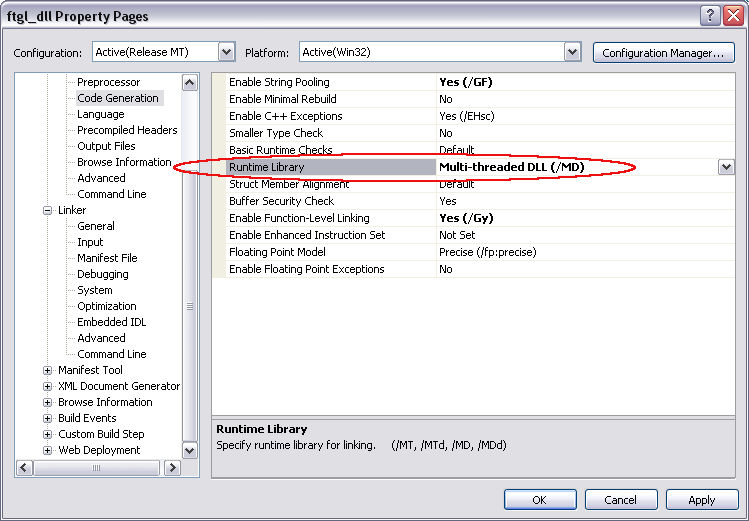 ftgl_dll Property Pages
Configuration: Active(Release MT) Platform: Active(Win32) Configuration Manager...
Preprocessor
Code Generation
Language
Precompiled Headers
Output Files
Browse Information
Advanced
Command Line
Linker
General
Input
Manifest File
Debugging
System
Optimization
Embedded IDL
Advanced
Command Line
Manifest Tool
XML Document Generator
Browse Information
Build Events
Custom Build Step
Web Deployment
Enable String Pooling Yes (/GF)
Enable Minimal Rebuild No
Enable C++ Exceptions Yes (/EHsc)
Smaller Type Check No
Basic Runtime Checks Default
Runtime Library Multi-threaded DLL (/MD)
Struct Member Alignment Default
Buffer Security Check Yes
Enable Function-Level Linking Yes (/Gy)
Enable Enhanced Instruction Set Not Set
Floating Point Model Precise (/fp:precise)
Enable Floating Point Exceptions No
Runtime Library
Specify runtime library for linking. (/MT, /MTd, /MD, /MDd)
OK Cancel Apply